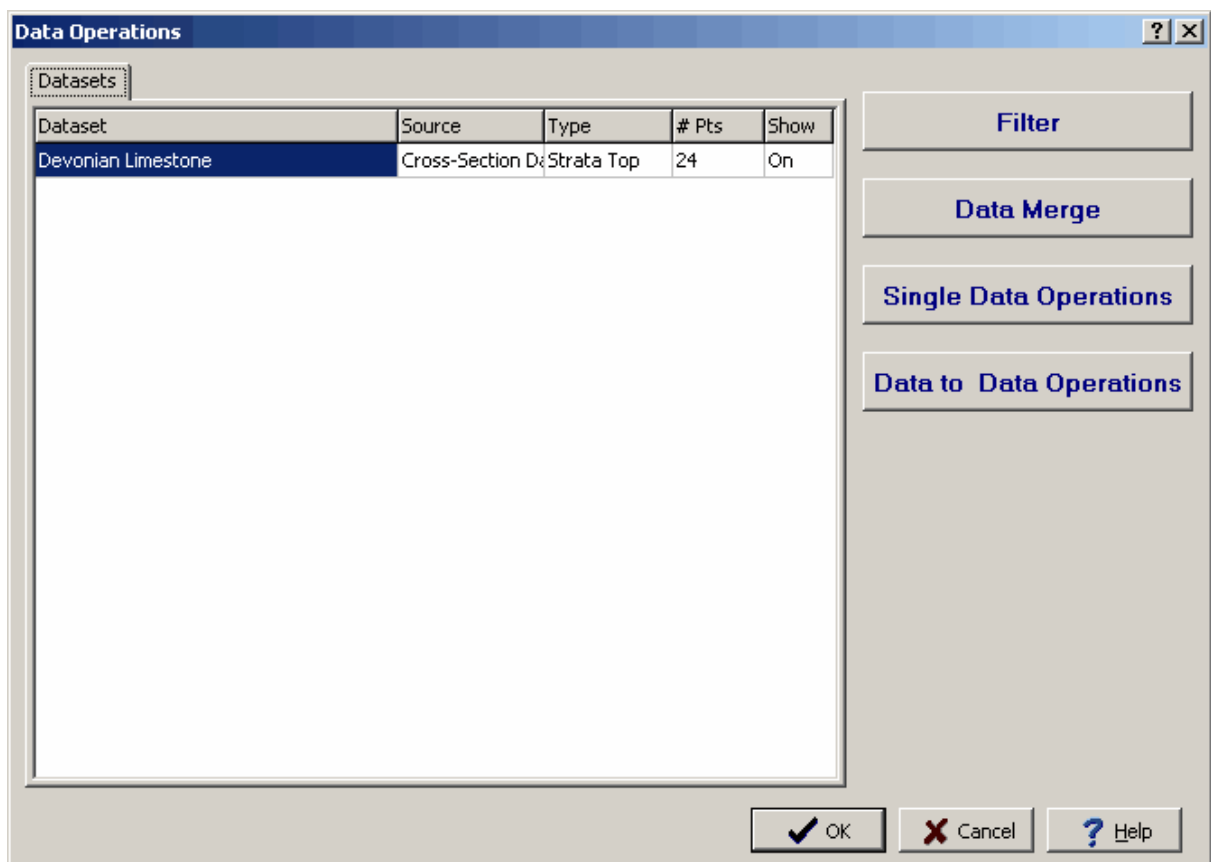 Data Operations
Datasets
Dataset Source Type # Pts Show
Devonian Limestone Cross-Section Da Strata Top 24 On
Filter
Data Merge
Single Data Operations
Data to Data Operations
OK Cancel Help